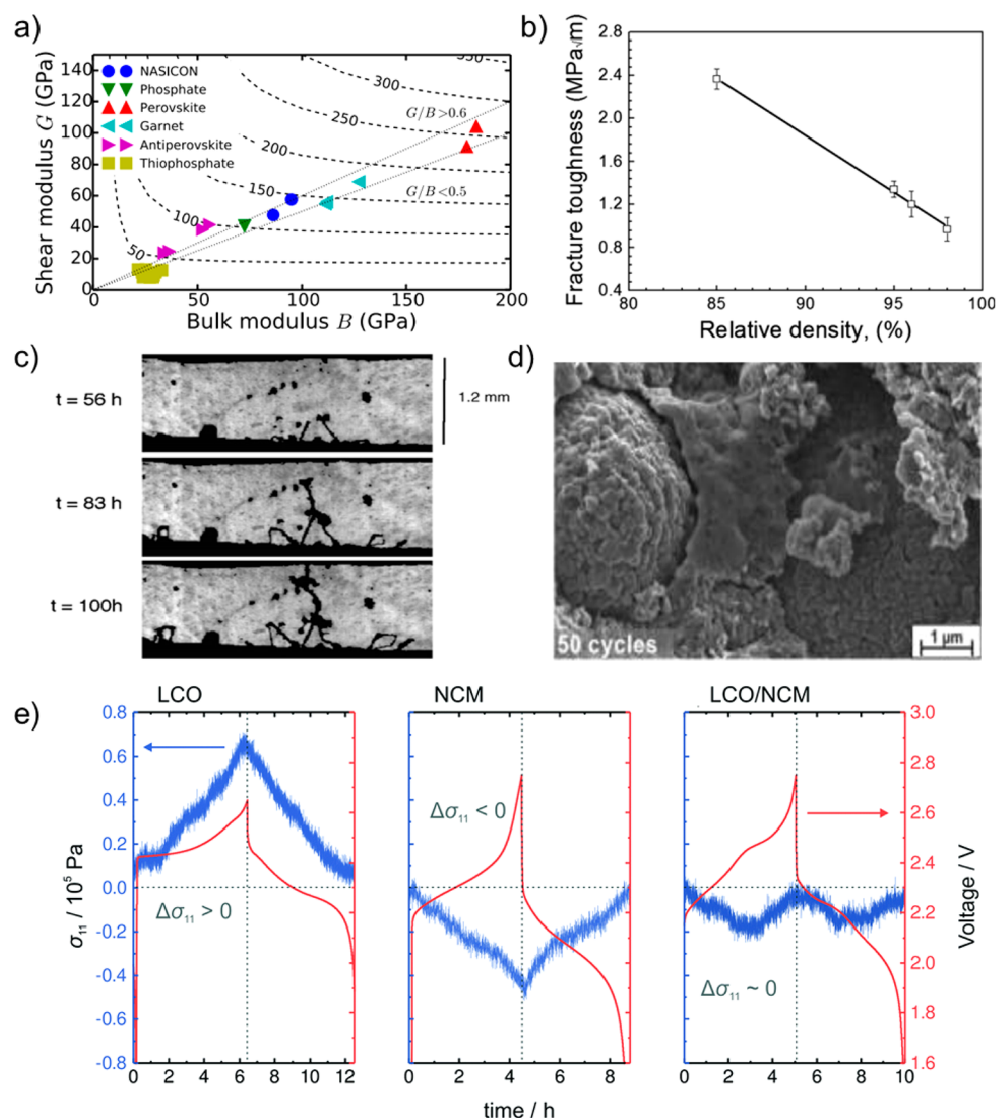 a)
Shear modulus G (GPa)
140
120
100
80
60
40
20
0
NASICON
Phosphate
Perovskite
Garnet
Antiperovskite
Thiophosphate
50
100
150
200
250
300
350
G/B>0.6
G/B<0.5
0 50 100 150 200
Bulk modulus B (GPa)
b)
Fracture toughness (MPa√m)
2.8
2.4
2.0
1.6
1.2
0.8
0.4
80 85 90 95 100
Relative density, (%)
c)
t = 56 h
1.2 mm
t = 83 h
t = 100h
d)
50 cycles
1 µm
e)
LCO
NCM
LCO/NCM
σ₁₁ / 10⁵ Pa
0.8
0.6
0.4
0.2
0.0
-0.2
-0.4
-0.6
-0.8
Δσ₁₁ > 0
Δσ₁₁ < 0
Δσ₁₁ ~ 0
3.0
2.8
2.6
2.4
2.2
2.0
1.8
1.6
Voltage / V
0 2 4 6 8 10 12
0 2 4 6 8
0 2 4 6 8 10
time / h